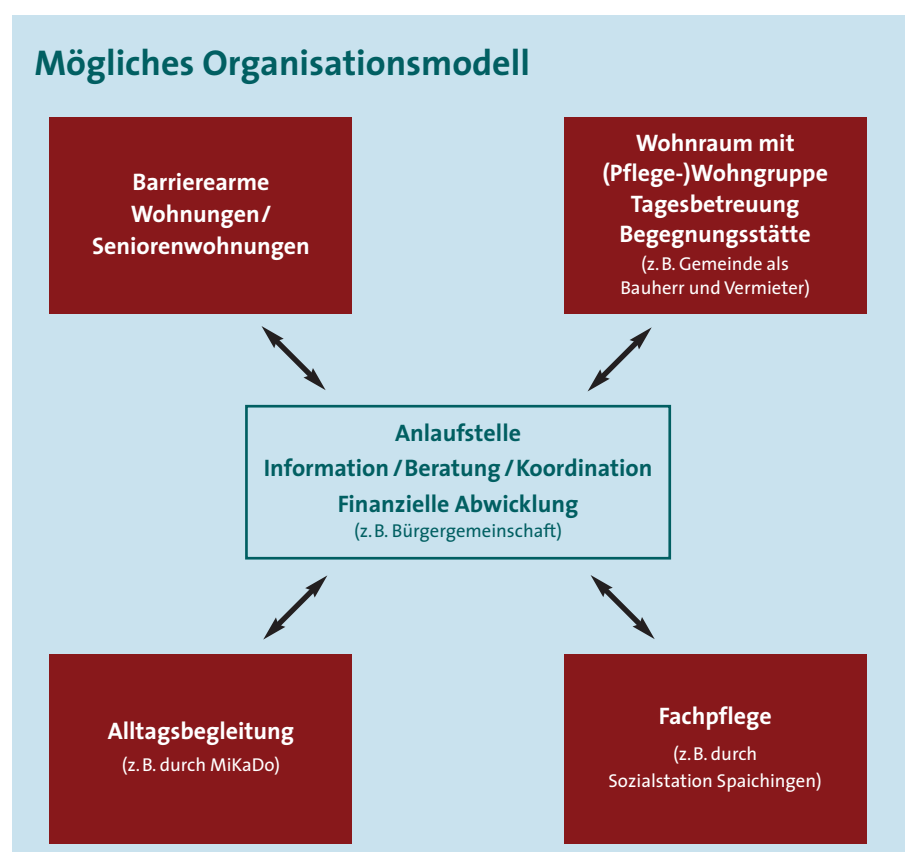 Mögliches Organisationsmodell
Barrierearme
Wohnungen/
Seniorenwohnungen
Wohnraum mit
(Pflege-)Wohngruppe
Tagesbetreuung
Begegnungsstätte
(z.B. Gemeinde als
Bauherr und Vermieter)
Anlaufstelle
Information/Beratung/Koordination
Finanzielle Abwicklung
(z.B. Bürgergemeinschaft)
Alltagsbegleitung
(z.B. durch MiKaDo)
Fachpflege
(z.B. durch
Sozialstation Spaichingen)